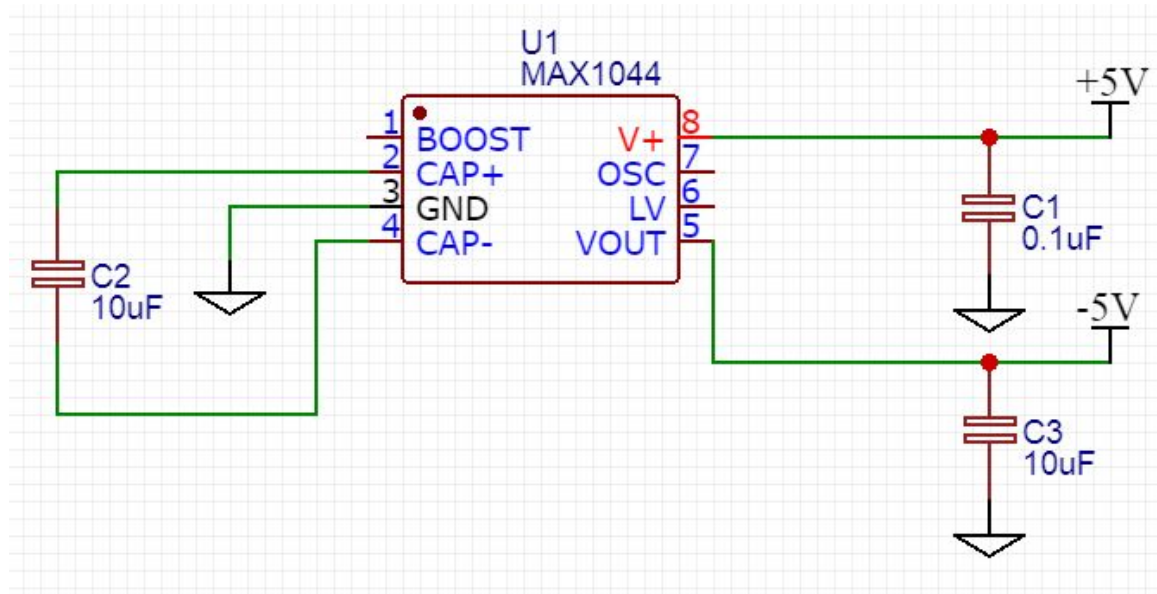 U1
MAX1044
+5V
1
BOOST
V+
8
2
CAP+
OSC
7
3
GND
LV
6
4
CAP-
VOUT
5
C1
0.1uF
C2
10uF
-5V
C3
10uF